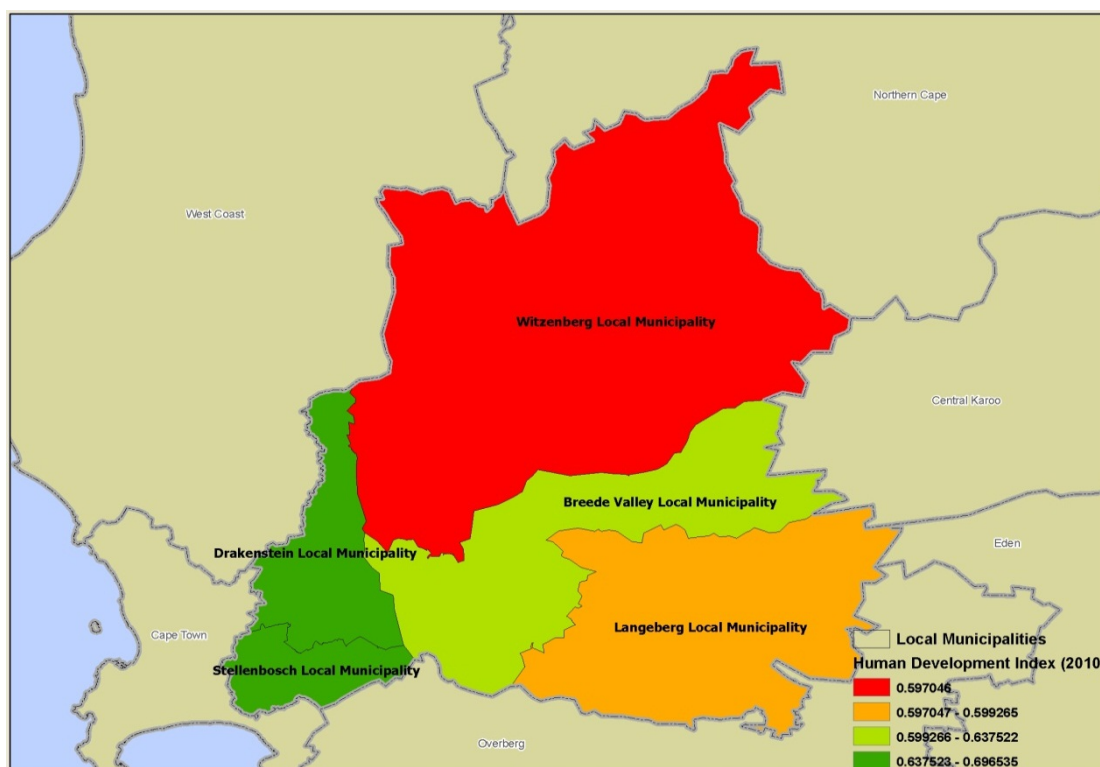 Northern Cape
West Coast
Witzenberg Local Municipality
Central Karoo
Breede Valley Local Municipality
Eden
Drakenstein Local Municipality
Cape Town
Langeberg Local Municipality
Stellenbosch Local Municipality
Overberg
Local Municipalities
Human Development Index (2010
0.597046
0.597047 - 0.599265
0.599266 - 0.637522
0.637523 - 0.696535